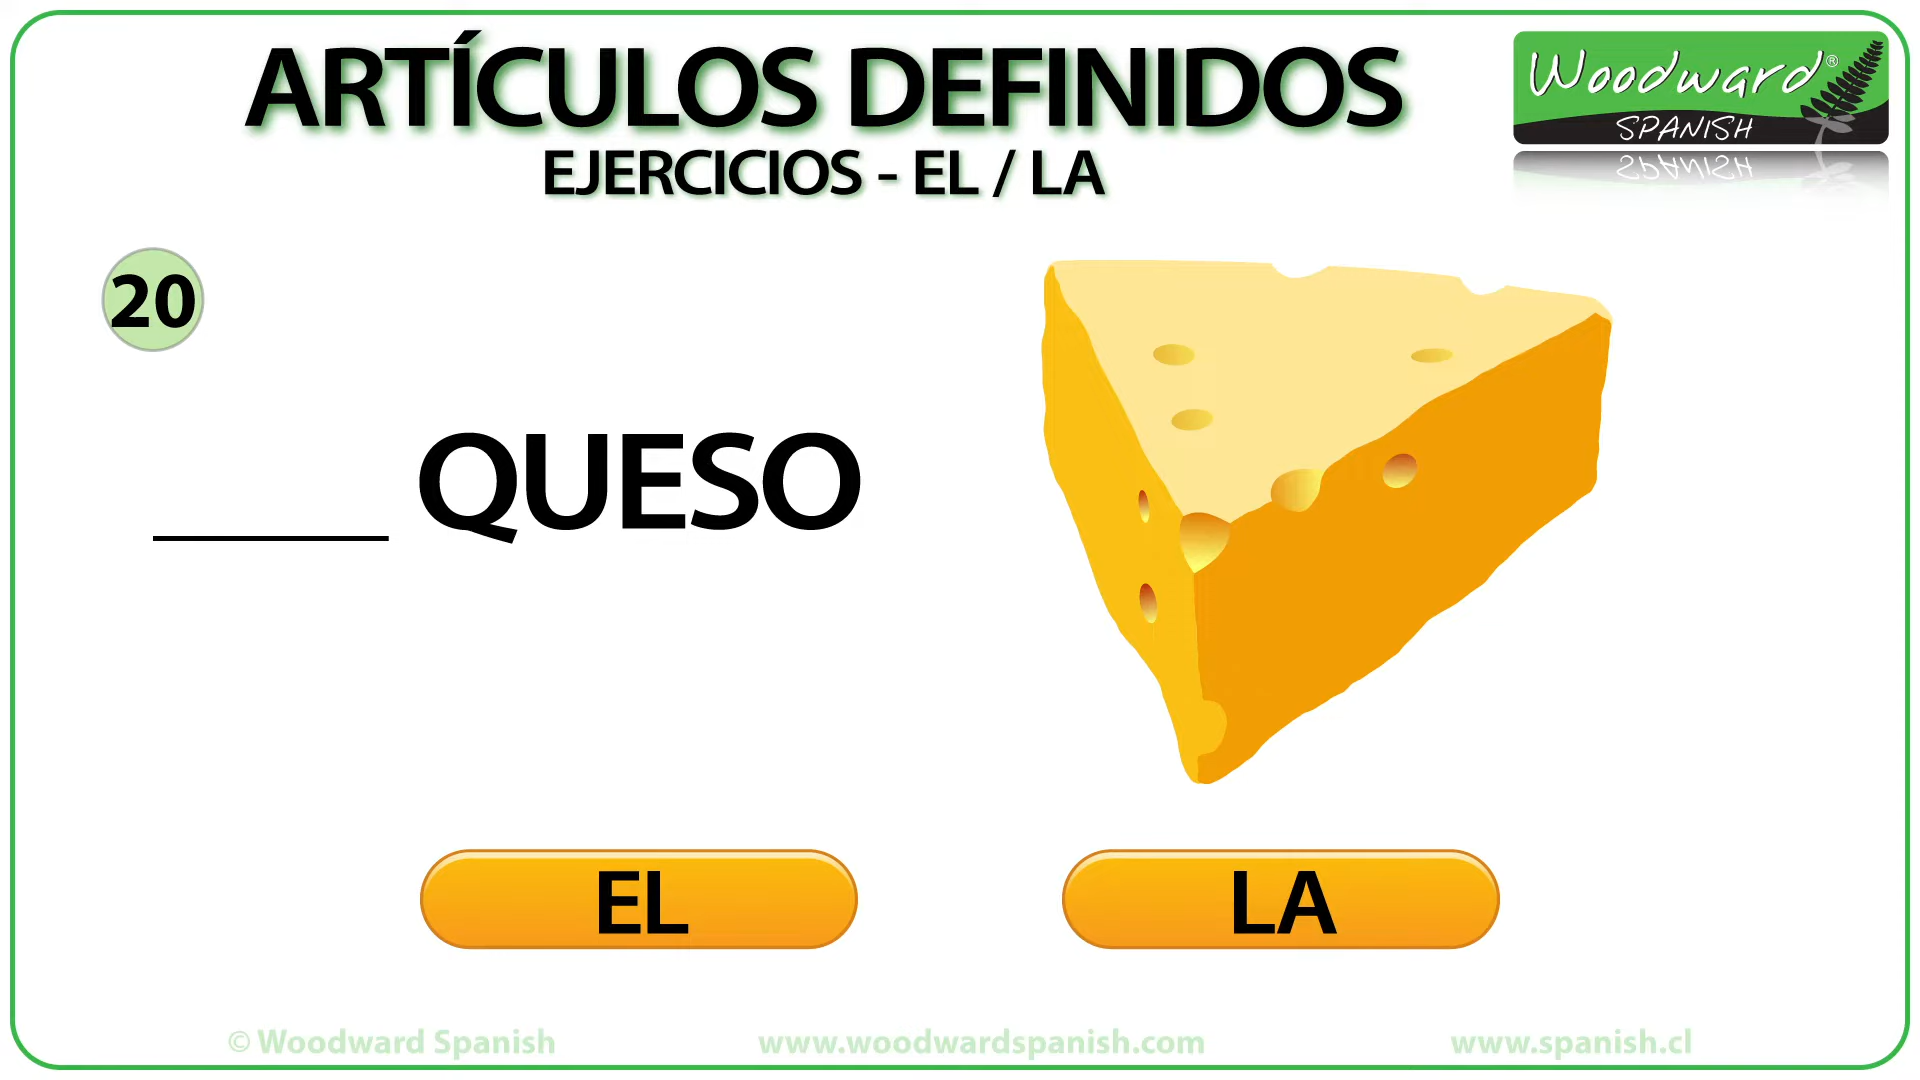 ARTÍCULOS DEFINIDOS
EJERCICIOS - EL / LA
Woodward®
SPANISH
20
_____ QUESO
EL
LA
© Woodward Spanish
www.woodwardspanish.com
www.spanish.cl